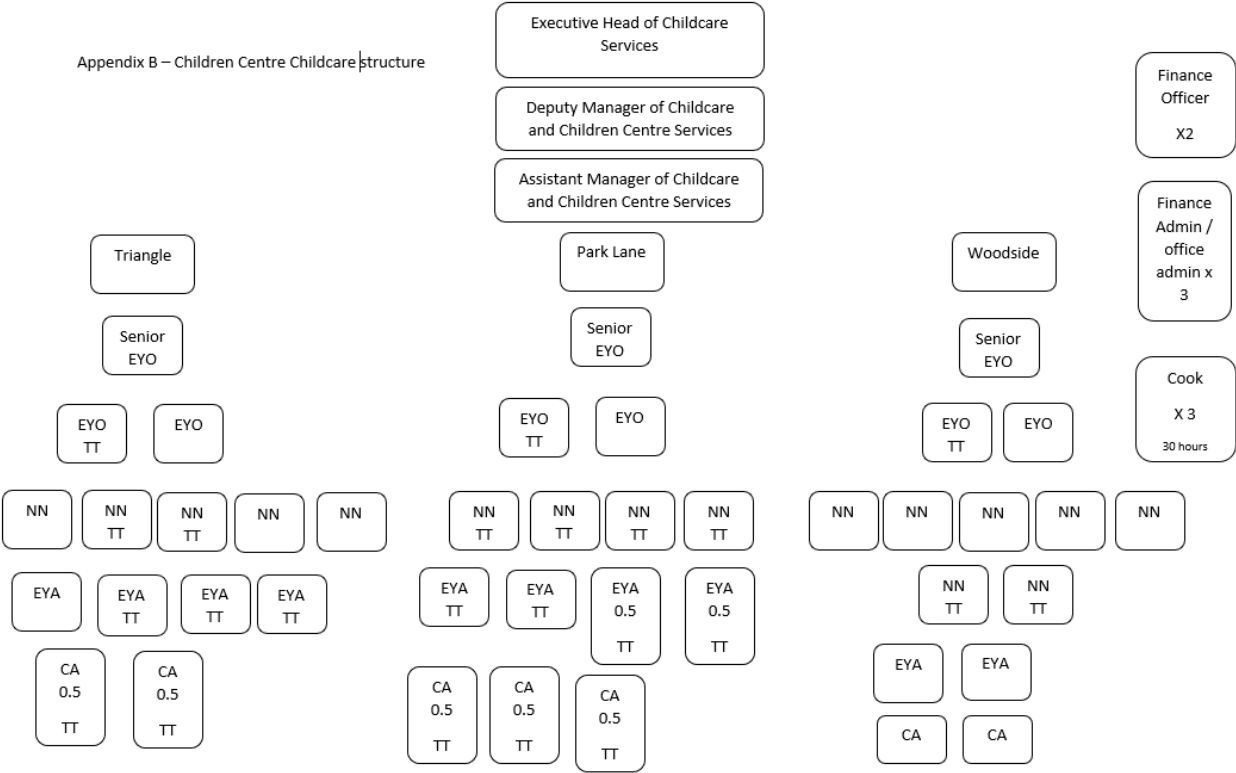 Executive Head of Childcare
Services
Appendix B – Children Centre Childcare structure
Deputy Manager of Childcare
and Children Centre Services
Assistant Manager of Childcare
and Children Centre Services
Finance
Officer
X2
Finance
Admin /
office
admin x
3
Cook
X 3
30 hours
Triangle
Senior
EYO
EYO
TT
EYO
NN
NN
TT
NN
TT
NN
NN
EYA
EYA
TT
EYA
TT
EYA
TT
CA
0.5
TT
CA
0.5
TT
Park Lane
Senior
EYO
EYO
TT
EYO
NN
TT
NN
TT
NN
TT
NN
TT
EYA
TT
EYA
TT
EYA
0.5
TT
EYA
0.5
TT
CA
0.5
TT
CA
0.5
TT
CA
0.5
TT
Woodside
Senior
EYO
EYO
TT
EYO
NN
NN
NN
NN
NN
NN
TT
NN
TT
EYA
EYA
CA
CA